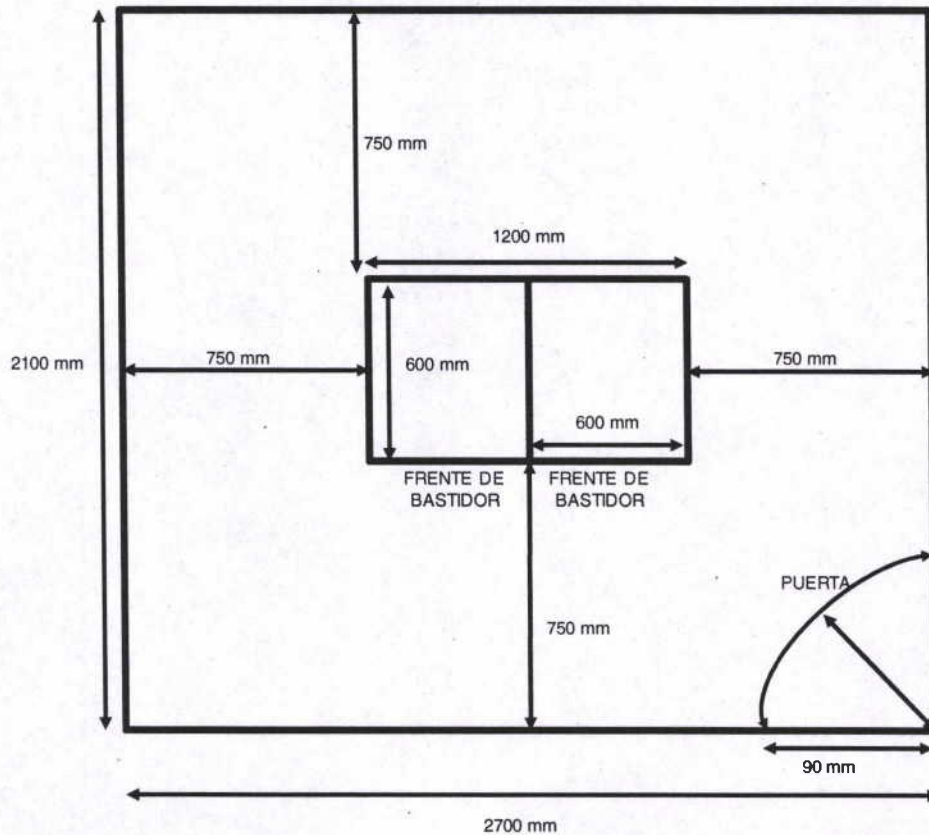 750 mm
1200 mm
2100 mm
750 mm
600 mm
750 mm
600 mm
FRENTE DE
BASTIDOR
FRENTE DE
BASTIDOR
PUERTA
750 mm
90 mm
2700 mm